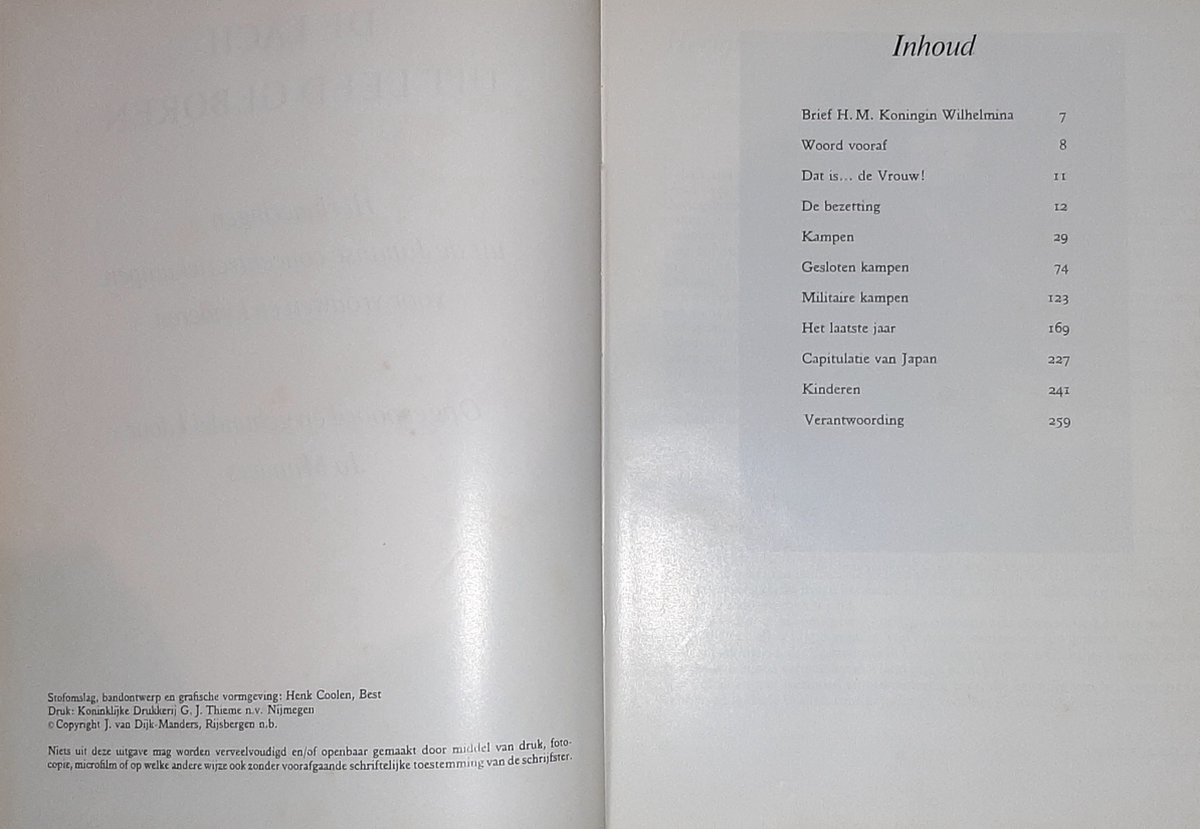 Stofomslag, bandontwerp en grafische vormgeving: Henk Coolen, Best
Druk: Koninklijke Drukkerij G. J. Thieme n.v. Nijmegen
© Copyright J. van Dijk-Manders, Rijsbergen n.b.
Niets uit deze uitgave mag worden verveelvoudigd en/of openbaar gemaakt door middel van druk, foto-
copie, microfilm of op welke andere wijze ook zonder voorafgaande schriftelijke toestemming van de schrijfster.
Inhoud
Brief H. M. Koningin Wilhelmina 7
Woord vooraf 8
Dat is... de Vrouw! 11
De bezetting 12
Kampen 29
Gesloten kampen 74
Militaire kampen 123
Het laatste jaar 169
Capitulatie van Japan 227
Kinderen 241
Verantwoording 259